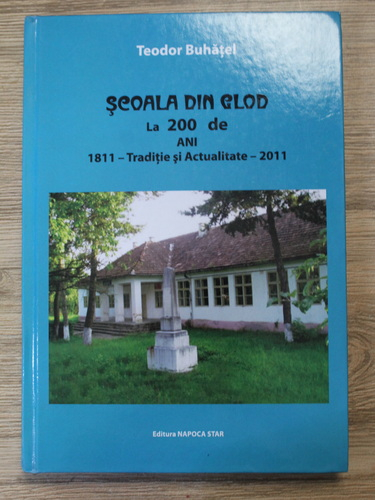 Teodor Buhățel
ȘCOALA DIN GLOD
La 200 de
ANI
1811 – Tradiție și Actualitate – 2011
Editura NAPOCA STAR